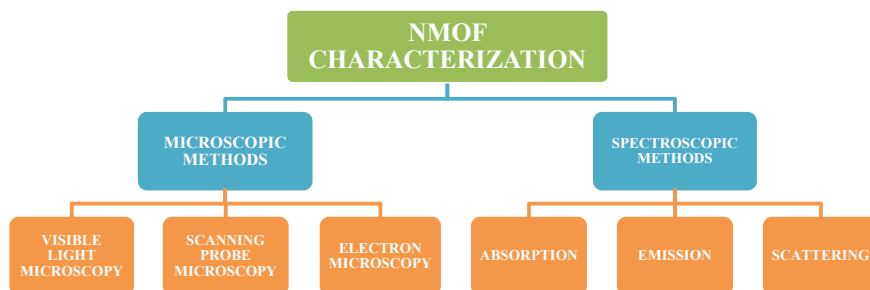 NMOF
CHARACTERIZATION
MICROSCOPIC
METHODS
SPECTROSCOPIC
METHODS
VISIBLE
LIGHT
MICROSCOPY
SCANNING
PROBE
MICROSCOPY
ELECTRON
MICROSCOPY
ABSORPTION
EMISSION
SCATTERING